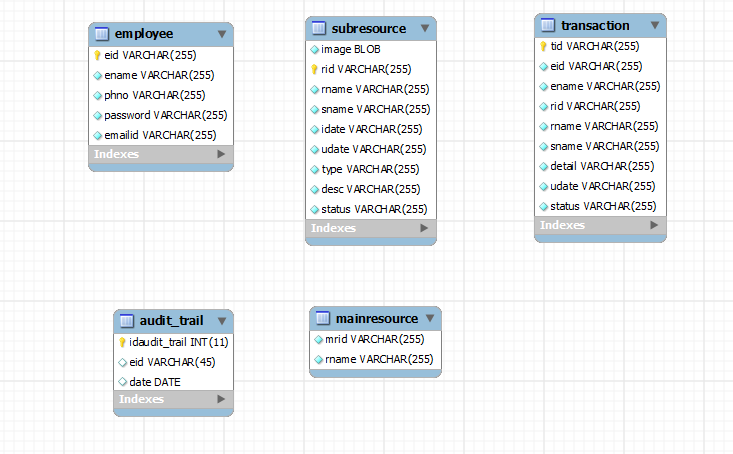 employee
eid VARCHAR(255)
ename VARCHAR(255)
phno VARCHAR(255)
password VARCHAR(255)
emailid VARCHAR(255)
Indexes
subresource
image BLOB
rid VARCHAR(255)
rname VARCHAR(255)
sname VARCHAR(255)
idate VARCHAR(255)
udate VARCHAR(255)
type VARCHAR(255)
desc VARCHAR(255)
status VARCHAR(255)
Indexes
transaction
tid VARCHAR(255)
eid VARCHAR(255)
ename VARCHAR(255)
rid VARCHAR(255)
rname VARCHAR(255)
sname VARCHAR(255)
detail VARCHAR(255)
udate VARCHAR(255)
status VARCHAR(255)
Indexes
audit_trail
idaudit_trail INT(11)
eid VARCHAR(45)
date DATE
Indexes
mainresource
mrid VARCHAR(255)
rname VARCHAR(255)